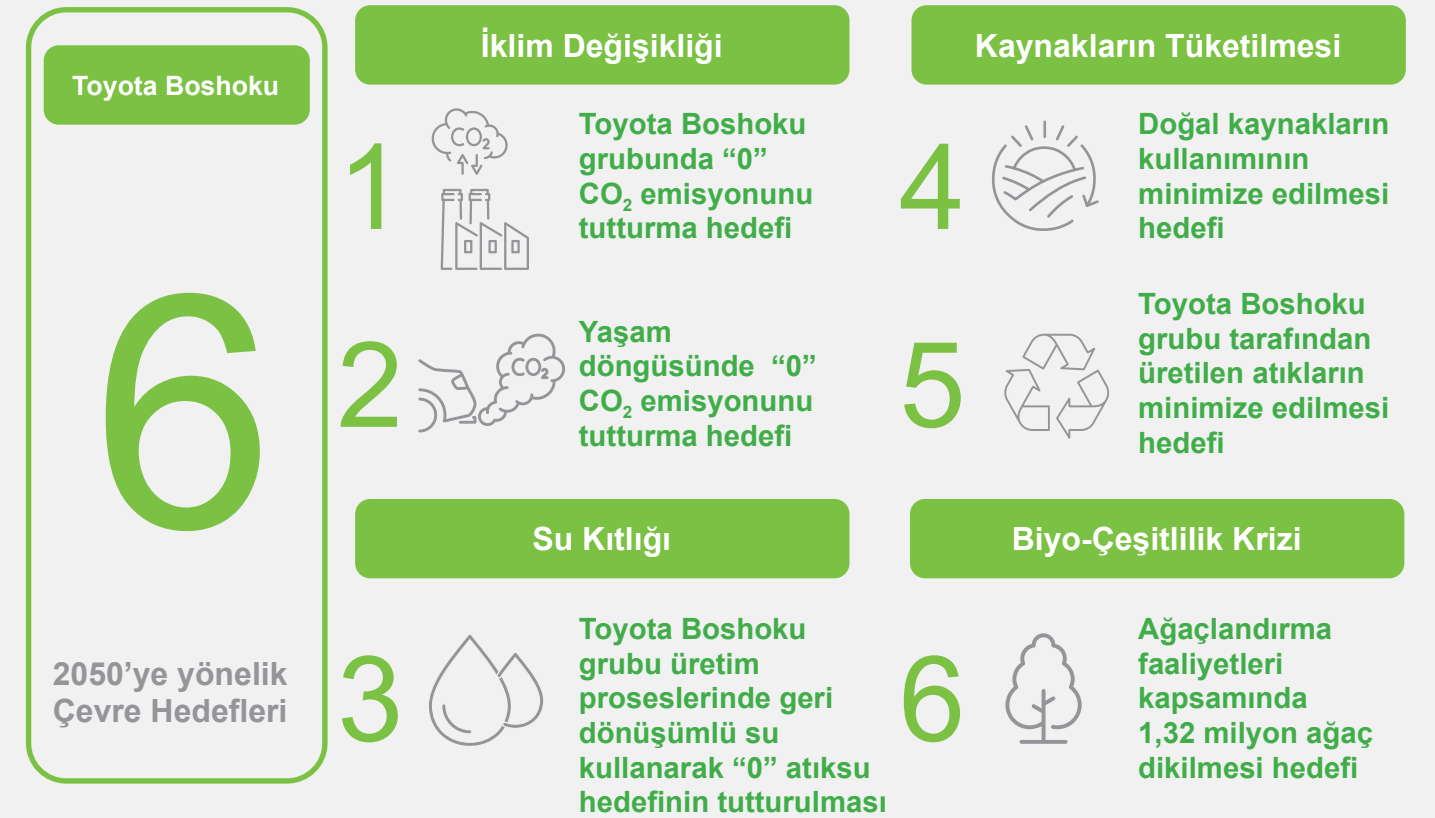 Toyota Boshoku
6
2050’ye yönelik
Çevre Hedefleri
İklim Değişikliği
1
CO₂
Toyota Boshoku
grubunda “0”
CO₂ emisyonunu
tutturma hedefi
2
CO₂
Yaşam
döngüsünde “0”
CO₂ emisyonunu
tutturma hedefi
Su Kıtlığı
3
Toyota Boshoku
grubu üretim
proseslerinde geri
dönüşümlü su
kullanarak “0” atıksu
hedefinin tutturulması
Kaynakların Tüketilmesi
4
Doğal kaynakların
kullanımının
minimize edilmesi
hedefi
5
Toyota Boshoku
grubu tarafından
üretilen atıkların
minimize edilmesi
hedefi
Biyo-Çeşitlilik Krizi
6
Ağaçlandırma
faaliyetleri
kapsamında
1,32 milyon ağaç
dikilmesi hedefi